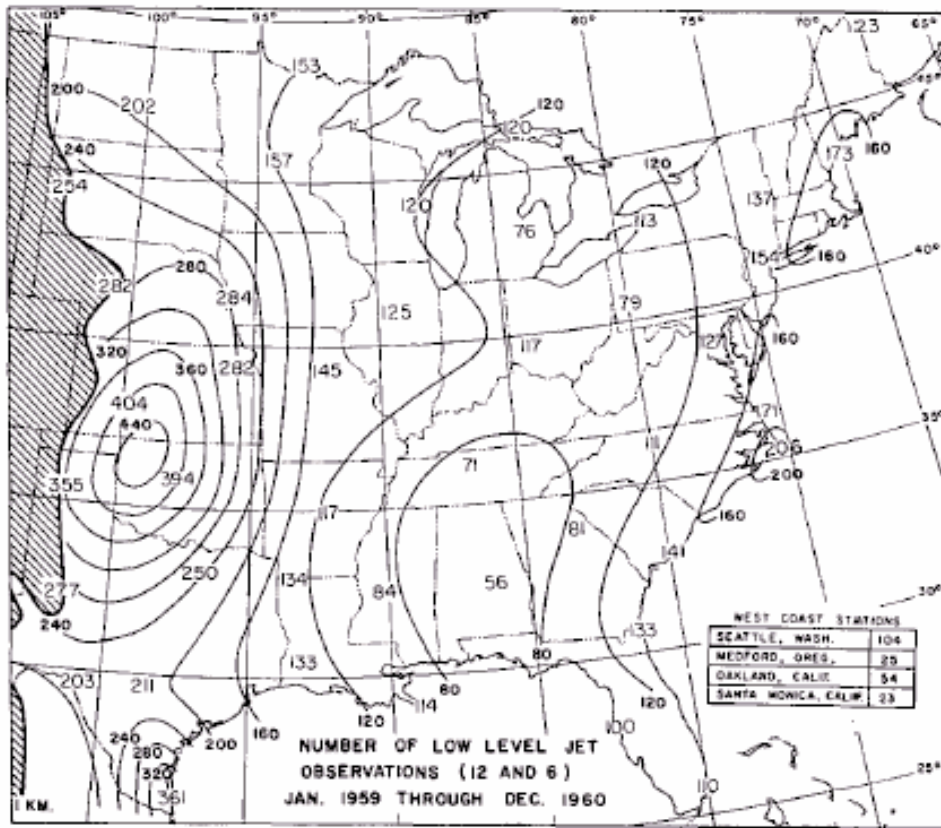 105° 100° 95° 90° 85° 80° 75° 70° 65°
123
153
45°
200 202 120
120
240 157 173 160
254 120
137
120
76 113
154
160
40°
280
282 284
125 79
320 117 127 160
360 282 145
404
171
35°
440
111 206
71 200
355 394
117 160
81
141
250 134
277 84 56
30°
240
133
WEST COAST STATIONS
SEATTLE, WASH. 104
MEDFORD, OREG. 25
OAKLAND, CALIF. 54
SANTA MONICA, CALIF. 23
133 80
203 211 80
120 114 120
200 160
100
240
280
320
361
110
25°
NUMBER OF LOW LEVEL JET
OBSERVATIONS (12 AND 6)
JAN. 1959 THROUGH DEC. 1960
1 KM.